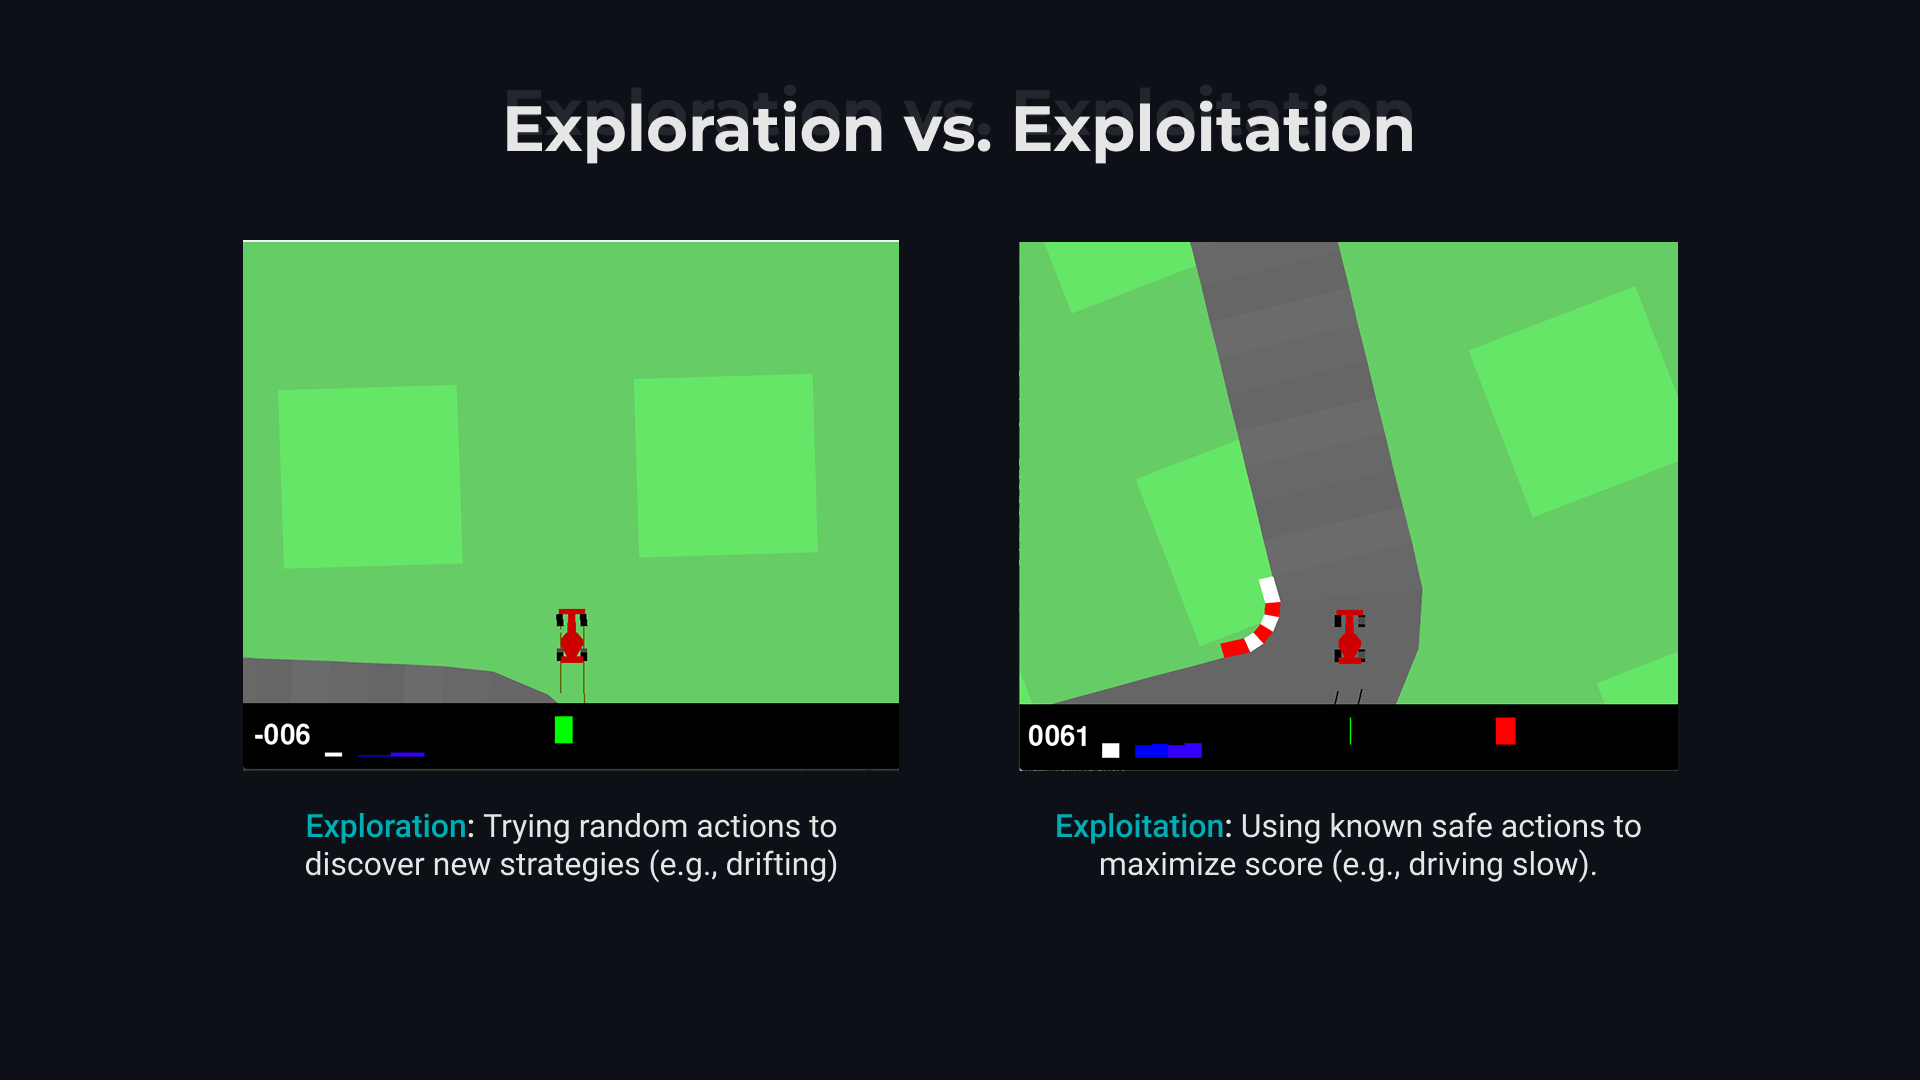 Exploration vs. Exploitation
-006
0061
Exploration: Trying random actions to
discover new strategies (e.g., drifting)
Exploitation: Using known safe actions to
maximize score (e.g., driving slow).